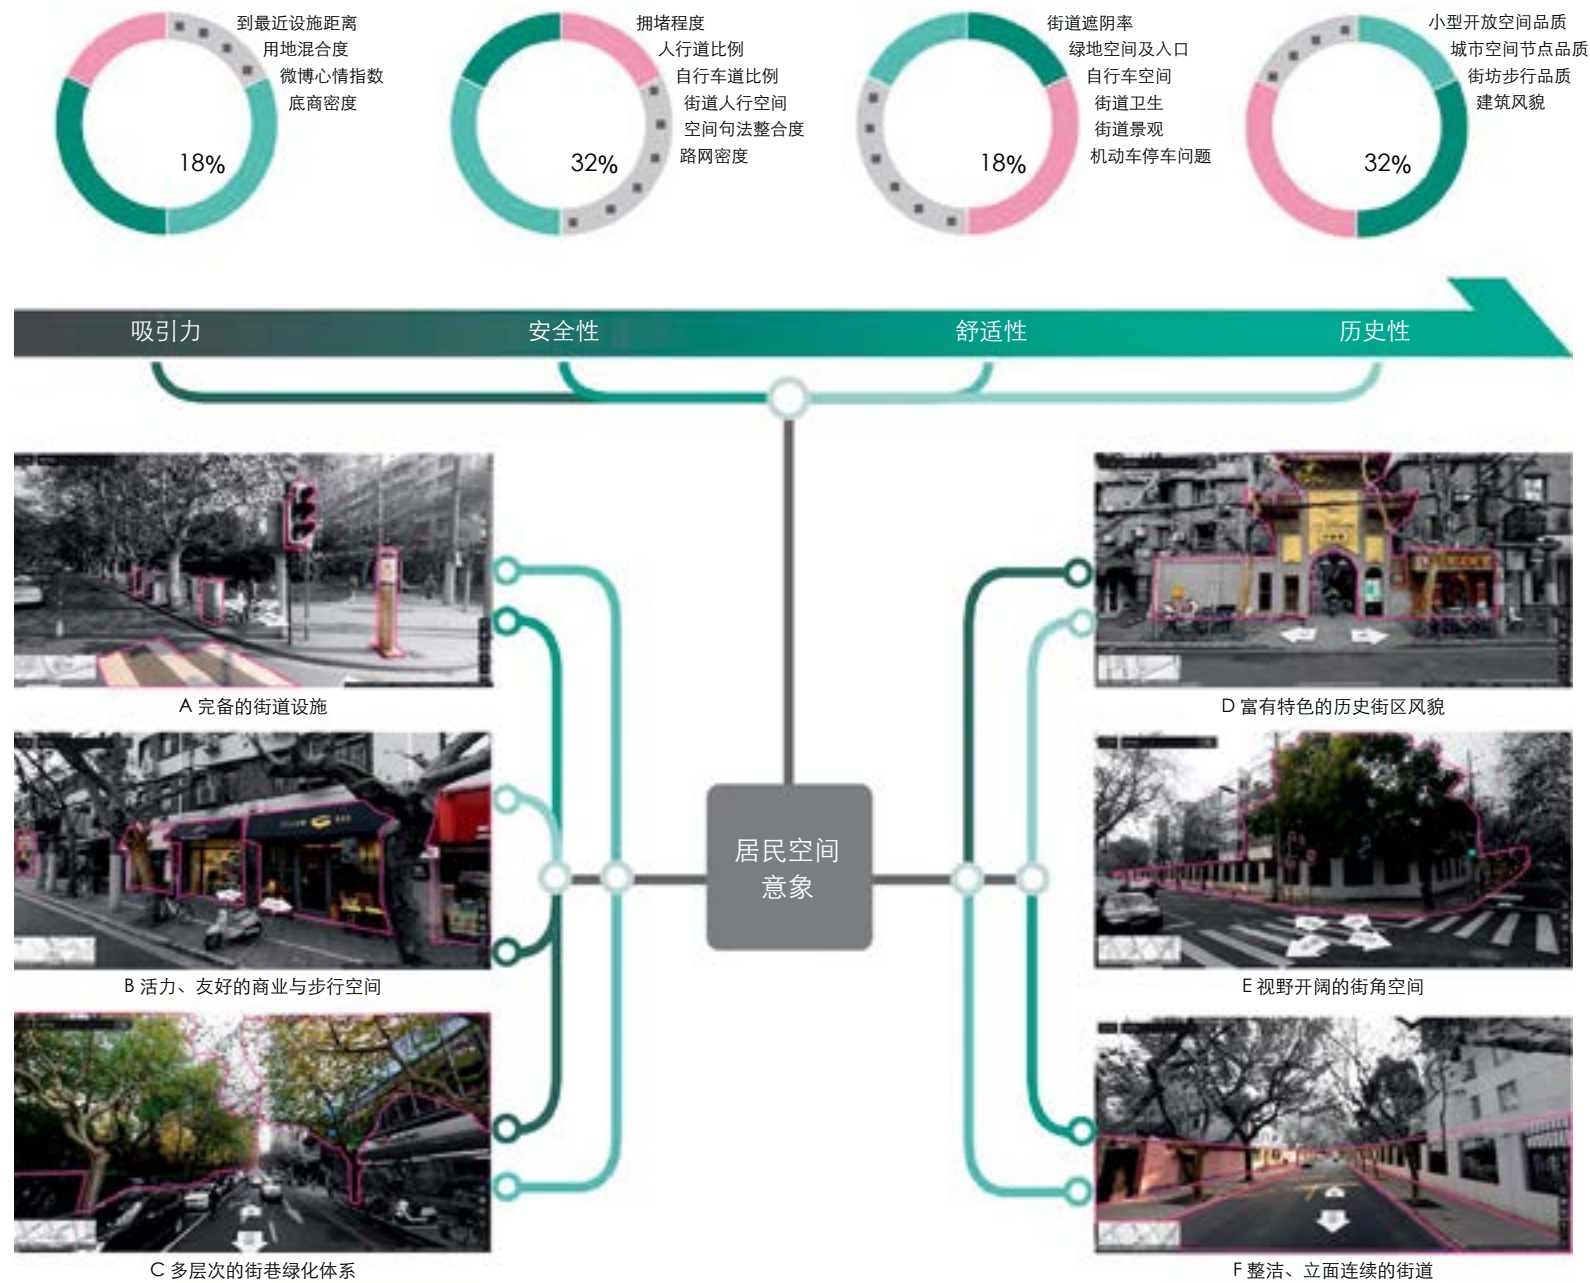 到最近设施距离
用地混合度
微博心情指数
底商密度
18%
拥堵程度
人行道比例
自行车道比例
街道人行空间
空间句法整合度
路网密度
32%
街道遮阴率
绿地空间及入口
自行车空间
街道卫生
街道景观
机动车停车问题
18%
小型开放空间品质
城市空间节点品质
街坊步行品质
建筑风貌
32%
吸引力
安全性
舒适性
历史性
居民空间
意象
A 完备的街道设施
B 活力、友好的商业与步行空间
C 多层次的街巷绿化体系
D 富有特色的历史街区风貌
E 视野开阔的街角空间
F 整洁、立面连续的街道